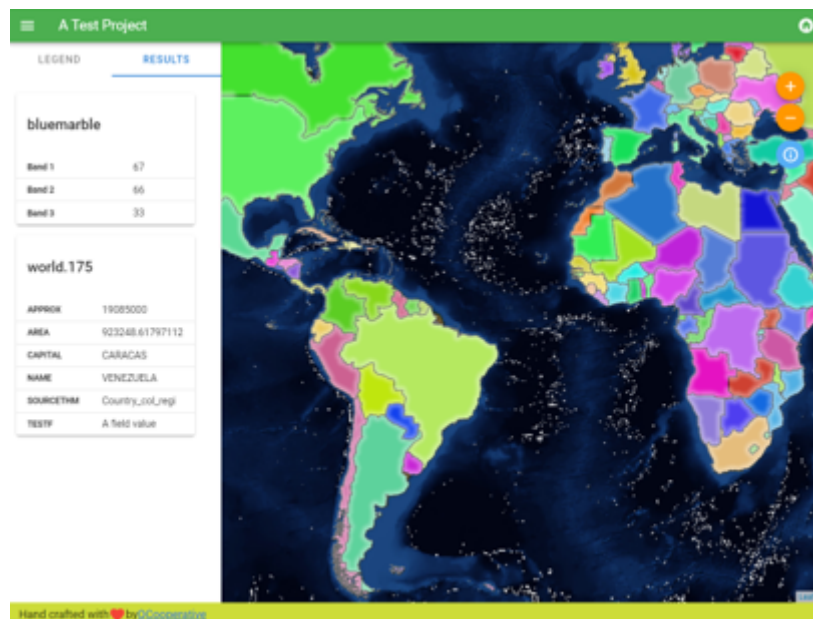 A Test Project
LEGEND RESULTS
bluemarble
Band 1 67
Band 2 66
Band 3 33
world.175
APPROX 19085000
AREA 923248.61797112
CAPITAL CARACAS
NAME VENEZUELA
SOURCETHM Country_col_regi
TESTF A field value
Hand crafted with ❤ by QCooperative